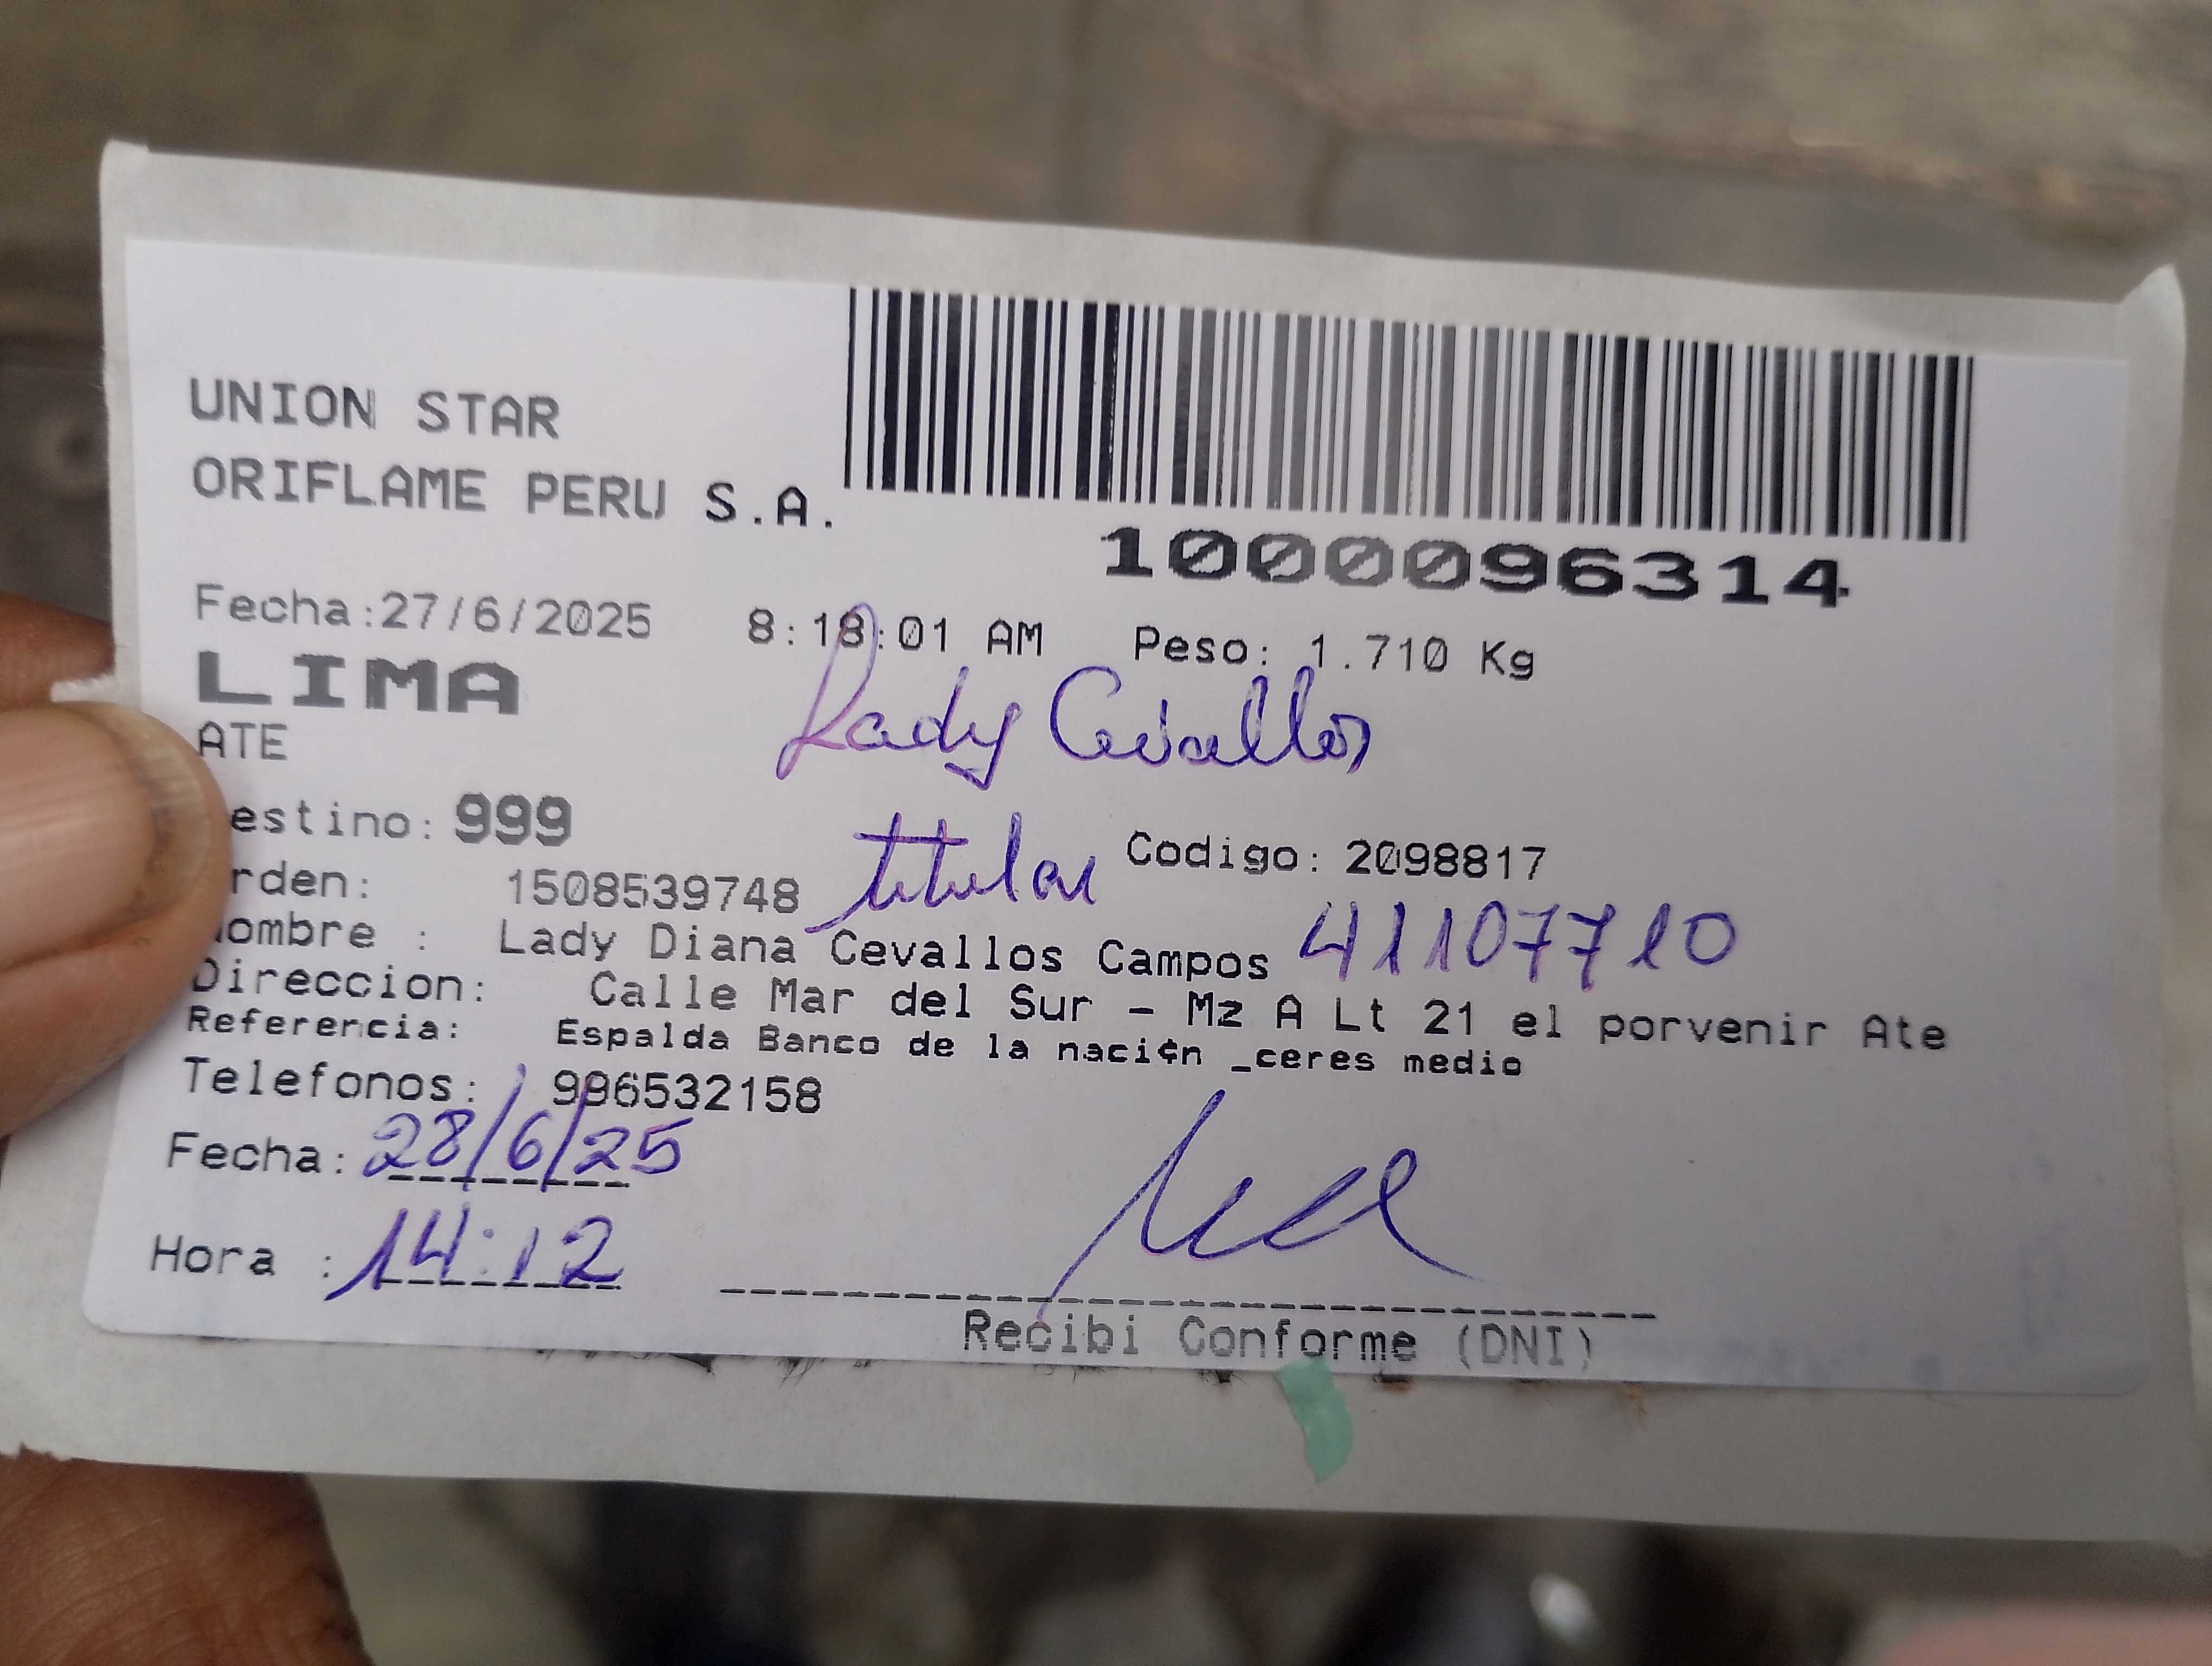 UNION STAR
ORIFLAME PERU S.A.
1000096314
Fecha:27/6/2025 8:18:01 AM Peso: 1.710 Kg
LIMA
Lady Cevallos
ATE
estino: 999
titular Codigo: 2098817
rden: 1508539748
ombre : Lady Diana Cevallos Campos 41107710
Direccion: Calle Mar del Sur - Mz A Lt 21 el porvenir Ate
Referencia: Espalda Banco de la naci¢n _ceres medio
Telefonos: 996532158
Fecha: 28/6/25
Hora : 14:12
Recibi Conforme (DNI)